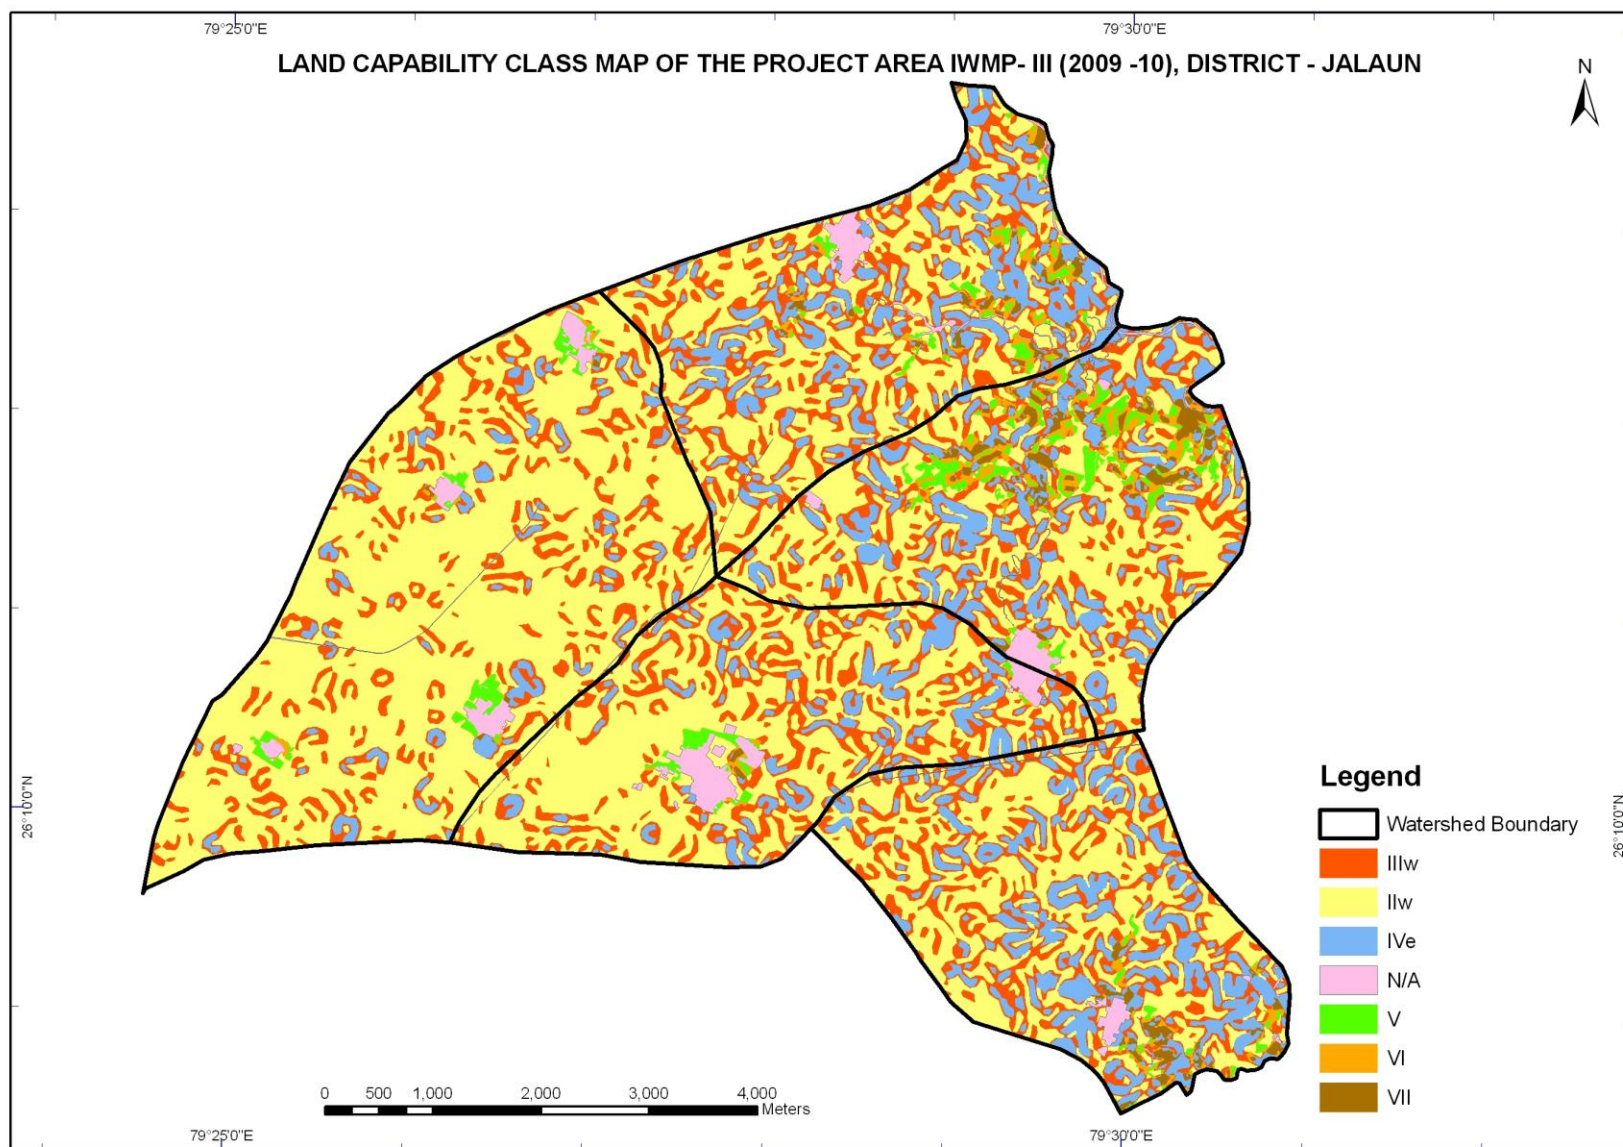 79°25'0"E
79°30'0"E
LAND CAPABILITY CLASS MAP OF THE PROJECT AREA IWMP- III (2009 -10), DISTRICT - JALAUN
N
26°10'0"N
26°10'0"N
Legend
Watershed Boundary
IIIw
IIw
IVe
N/A
V
VI
VII
0 500 1,000 2,000 3,000 4,000
Meters
79°25'0"E
79°30'0"E